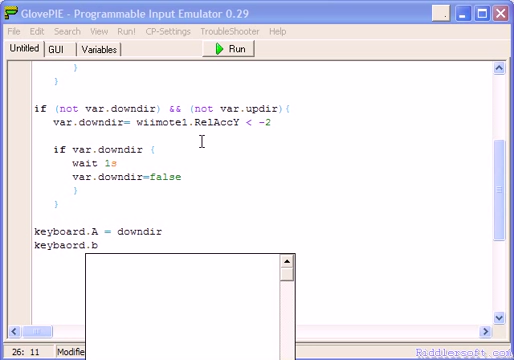 GlovePIE - Programmable Input Emulator 0.29
File Edit Search View Run! CP-Settings TroubleShooter Help
Untitled GUI Variables Run
}
}
if (not var.downdir) && (not var.updir){
var.downdir= wiimote1.RelAccY < -2
if var.downdir {
wait 1s
var.downdir=false
}
}
keyboard.A = downdir
keybaord.b
26: 11 Modifie
Riddlersoft.com